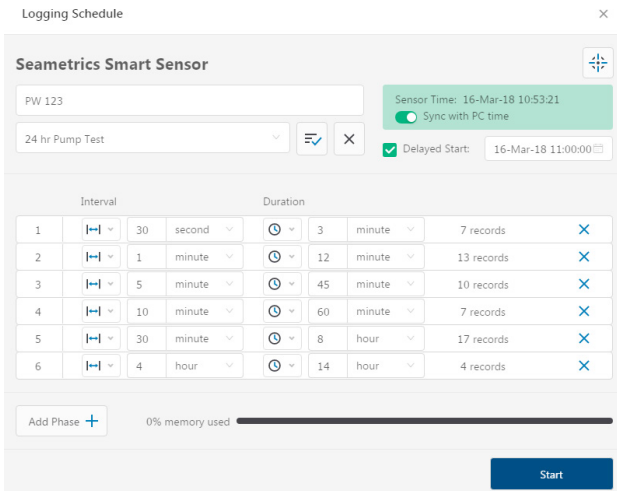 Logging Schedule
Seametrics Smart Sensor
PW 123
Sensor Time: 16-Mar-18 10:53:21
Sync with PC time
24 hr Pump Test
Delayed Start: 16-Mar-18 11:00:00
Interval Duration
1 30 second 3 minute 7 records
2 1 minute 12 minute 13 records
3 5 minute 45 minute 10 records
4 10 minute 60 minute 7 records
5 30 minute 8 hour 17 records
6 4 hour 14 hour 4 records
Add Phase 0% memory used
Start